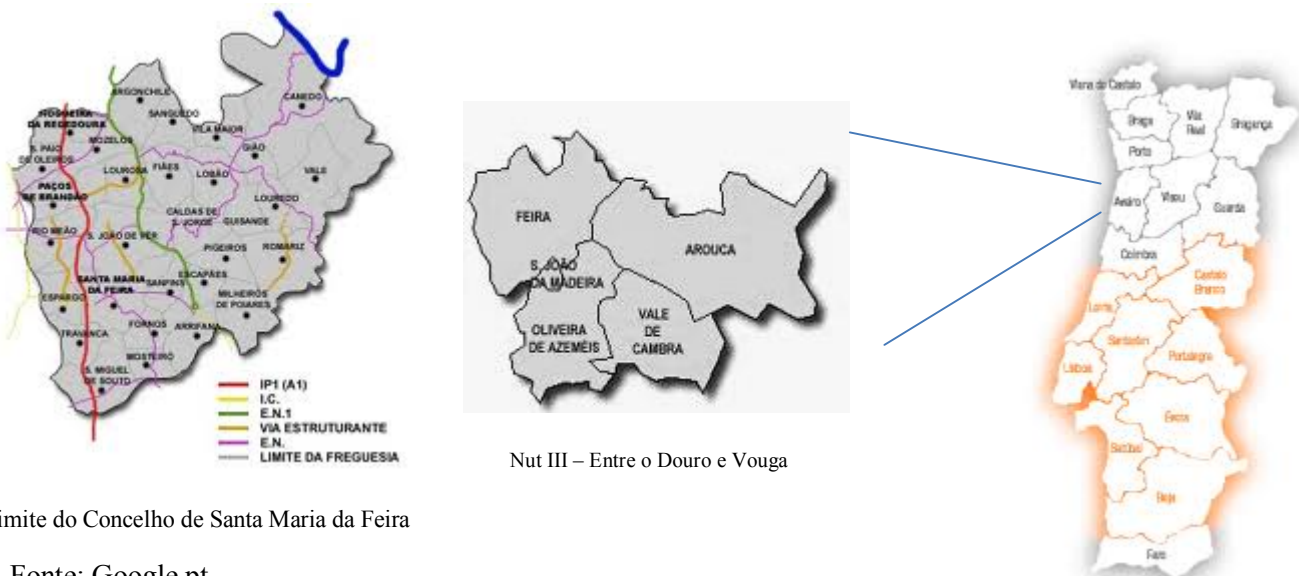 ARGONCILHE
CANEDO
SANGUEDO
NOGUEIRA
DA REGEDOURA
VILA MAIOR
MOZELOS
GIÃO
S. PAIO
DE OLEIROS
LOUROSA
FIÃES
LOBÃO
VALE
PAÇOS
DE BRANDÃO
LOUREDO
CALDAS DE
S. JORGE
GUISANDE
RIO MEÃO
S. JOÃO DE VER
PIGEIROS
ROMARIZ
SANTA MARIA
DA FEIRA
SANFINS
ESCAPÃES
ESPARGO
MILHEIRÓS
DE POIARES
TRAVANCA
FORNOS
ARRIFANA
MOSTEIRÓ
S. MIGUEL
DE SOUTO
IP1 (A1)
I.C.
E.N.1
VIA ESTRUTURANTE
E.N.
LIMITE DA FREGUESIA
imite do Concelho de Santa Maria da Feira
Fonte: Google.pt
FEIRA
AROUCA
S. JOÃO
DA MADEIRA
OLIVEIRA
DE AZEMÉIS
VALE
DE
CAMBRA
Nut III – Entre o Douro e Vouga
Viana do Castelo
Braga
Vila
Real
Bragança
Porto
Aveiro
Viseu
Guarda
Coimbra
Castelo
Branco
Leiria
Santarém
Portalegre
Lisboa
Évora
Setúbal
Beja
Faro